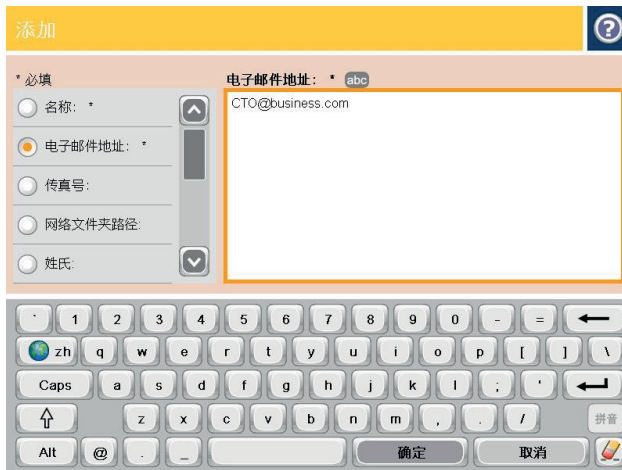 添加
* 必填
电子邮件地址: * abc
名称: *
CTO@business.com
电子邮件地址: *
传真号:
网络文件夹路径:
姓氏:
` 1 2 3 4 5 6 7 8 9 0 - =
zh q w e r t y u i o p [ ] \
Caps a s d f g h j k l ; '
z x c v b n m , . / 拼音
Alt @ . _ 确定 取消